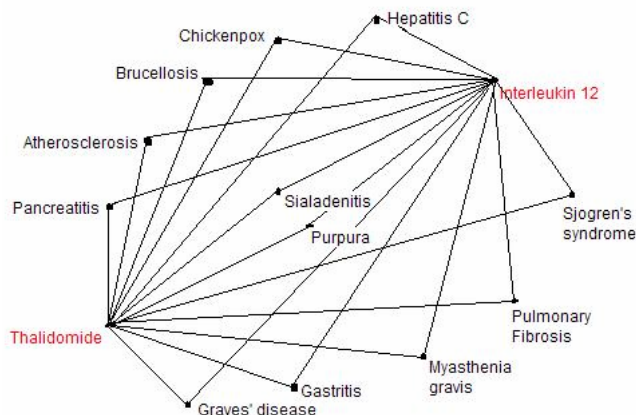 Hepatitis C
Chickenpox
Brucellosis
Interleukin 12
Atherosclerosis
Sialadenitis
Pancreatitis
Sjogren's
syndrome
Purpura
Pulmonary
Fibrosis
Thalidomide
Myasthenia
gravis
Gastritis
Graves' disease